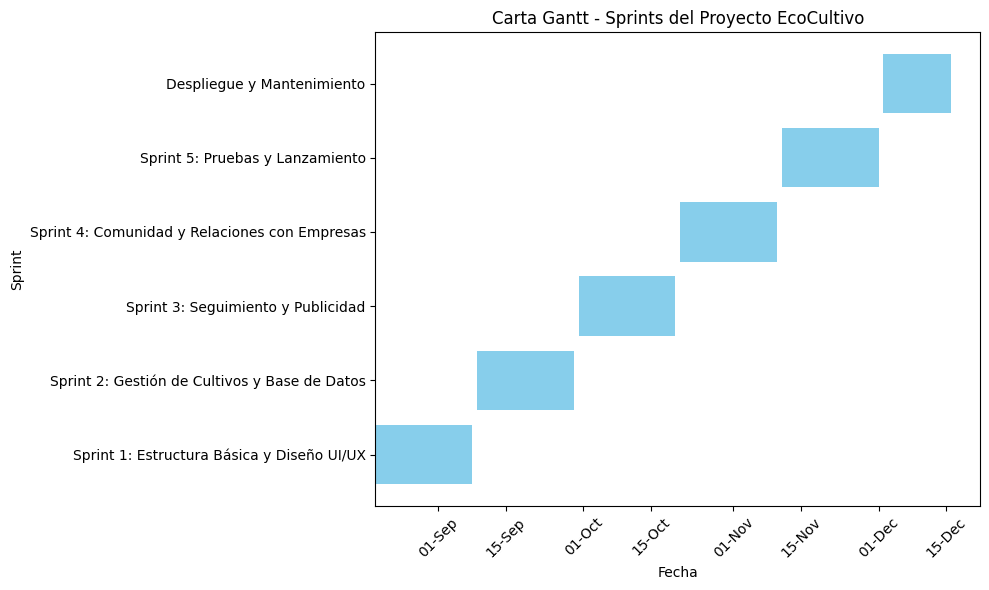 Carta Gantt - Sprints del Proyecto EcoCultivo
Despliegue y Mantenimiento
Sprint 5: Pruebas y Lanzamiento
Sprint 4: Comunidad y Relaciones con Empresas
Sprint 3: Seguimiento y Publicidad
Sprint 2: Gestión de Cultivos y Base de Datos
Sprint 1: Estructura Básica y Diseño UI/UX
Sprint
01-Sep
15-Sep
01-Oct
15-Oct
01-Nov
15-Nov
01-Dec
15-Dec
Fecha